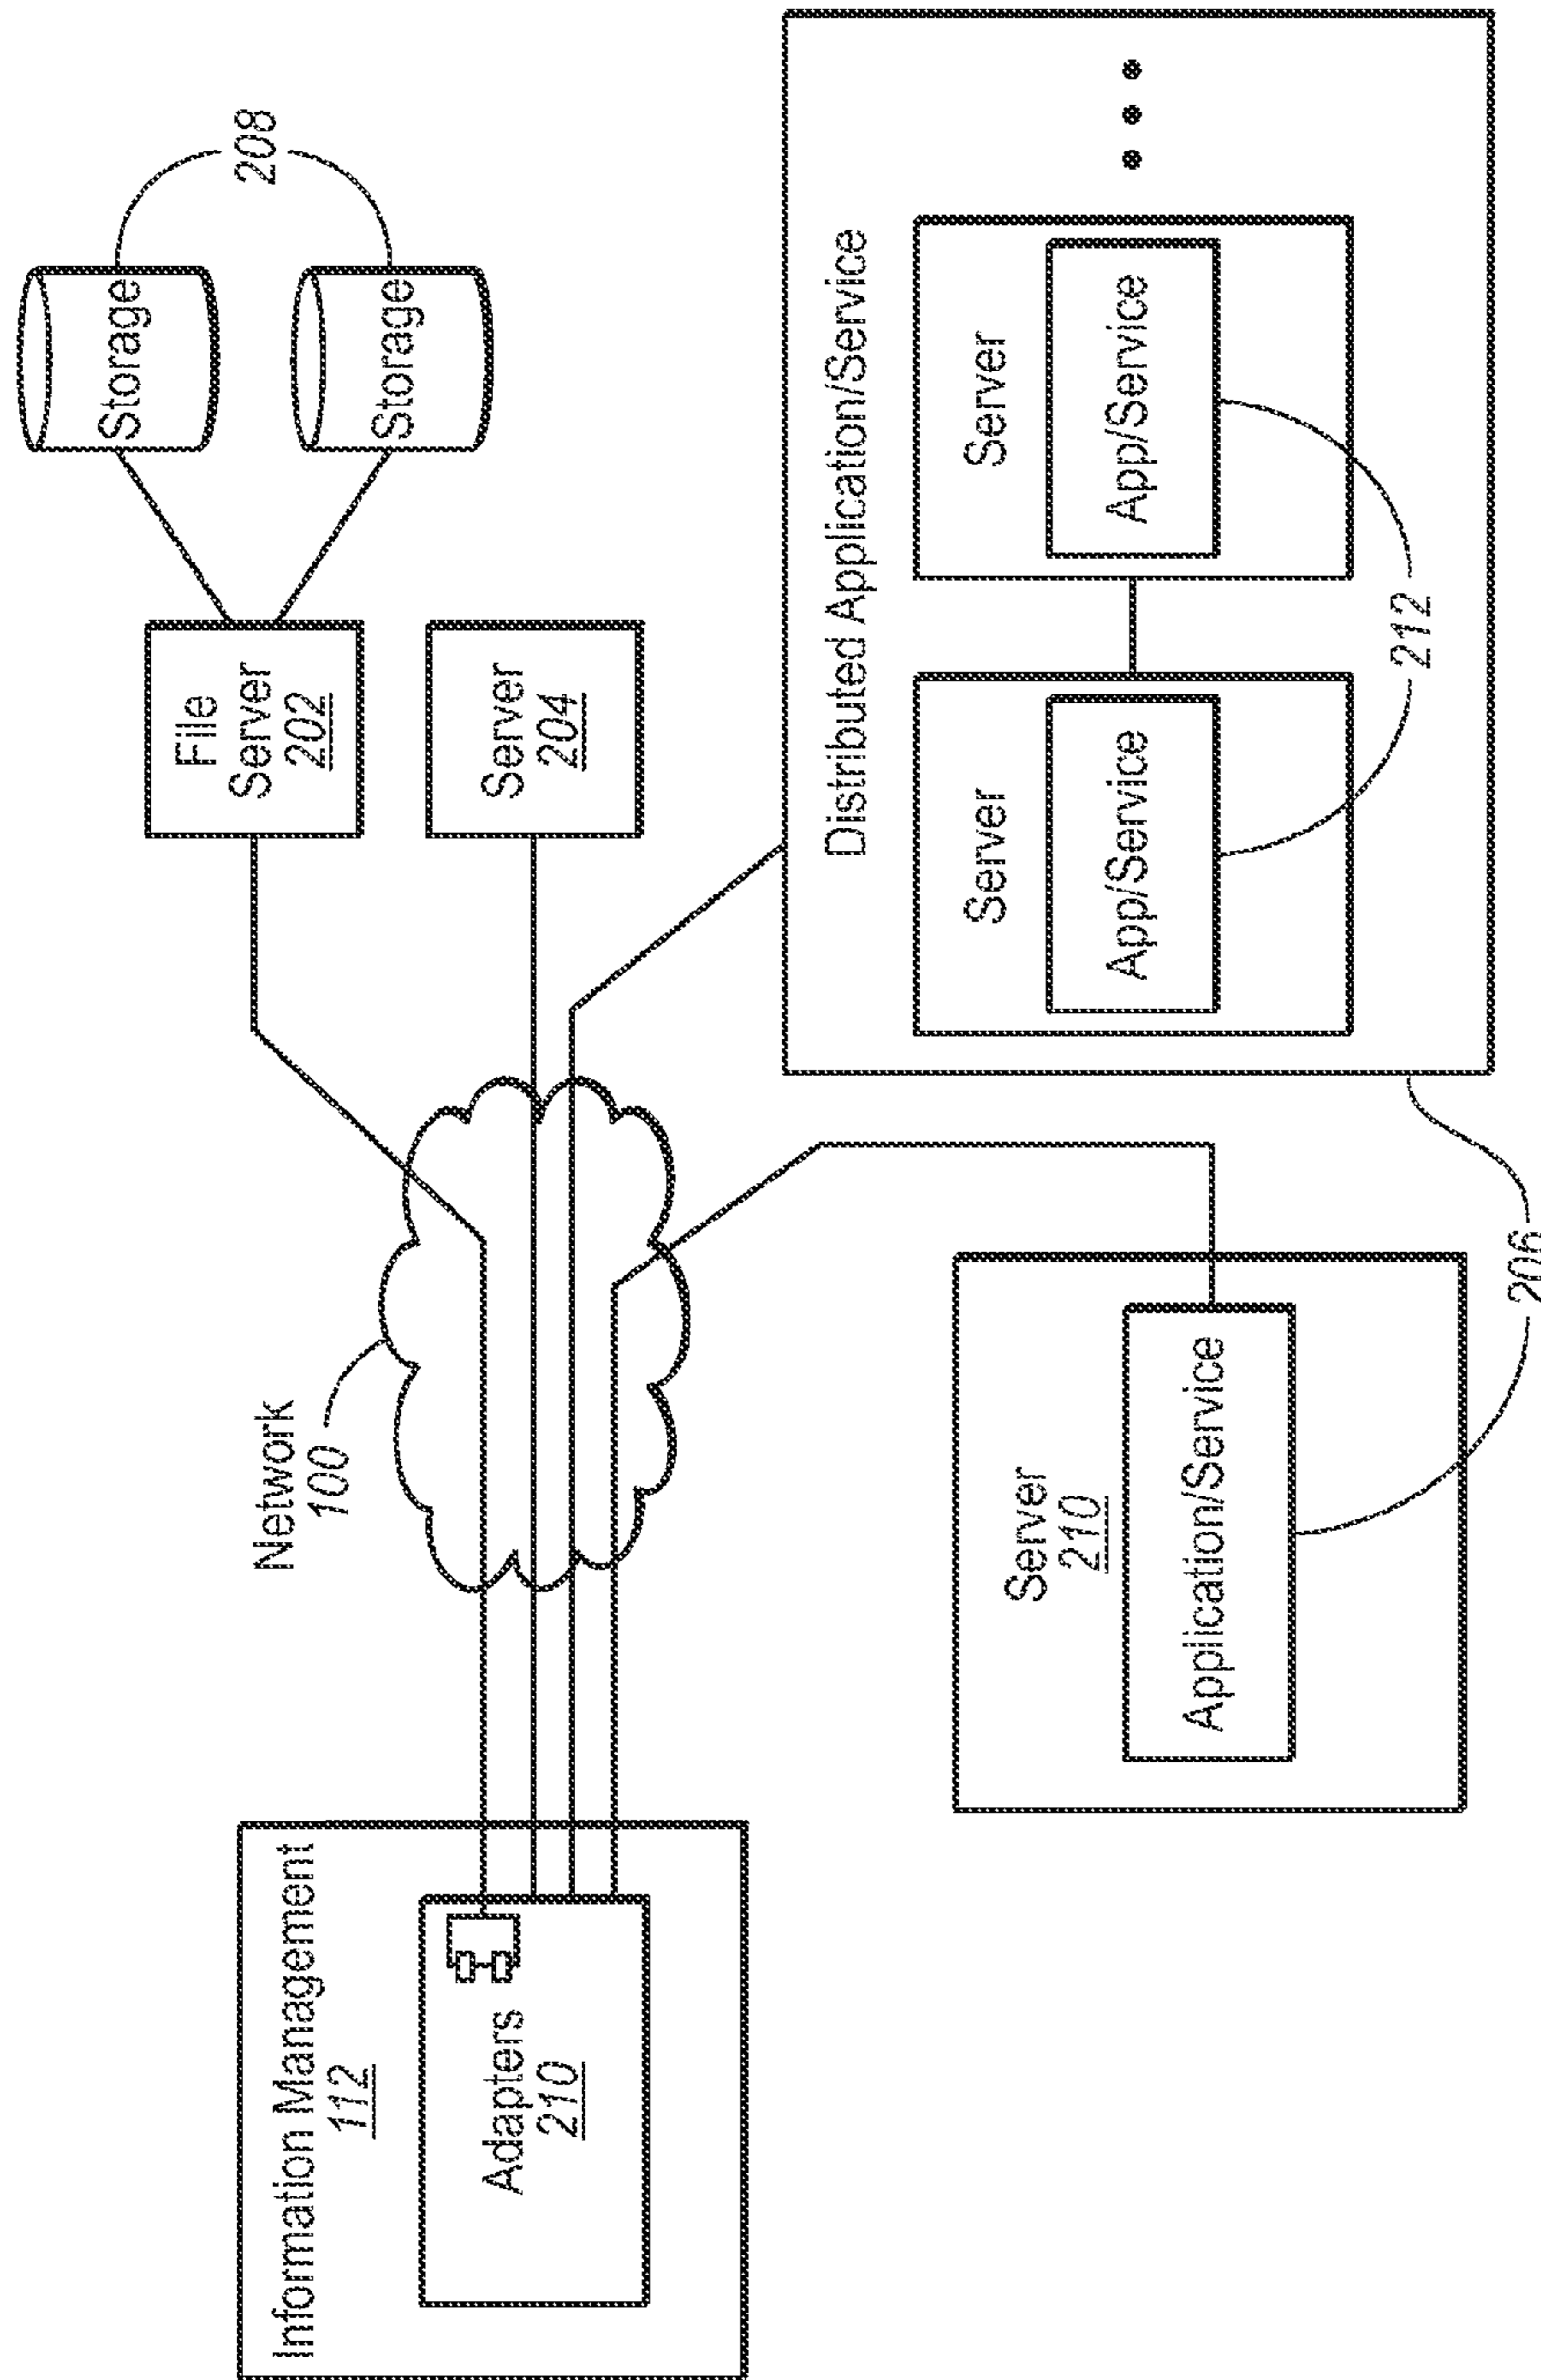 Information Management
112
Adapters
210
Network
100
File
Server
202
Server
204
Storage
Storage
208
Server
210
Application/Service
206
Distributed Application/Service
Server
App/Service
Server
App/Service
212